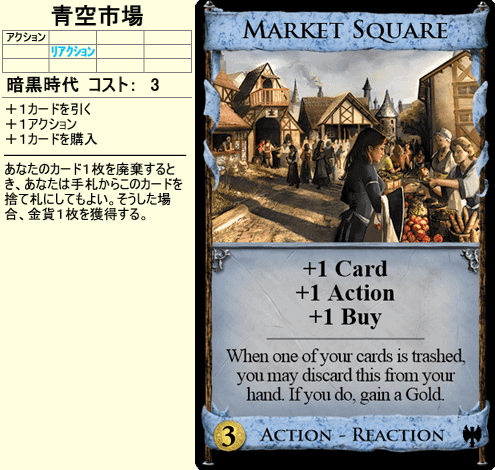 青空市場
アクション
リアクション
暗黒時代 コスト： 3
＋１カードを引く
＋１アクション
＋１カードを購入
あなたのカード１枚を廃棄すると
き、あなたは手札からこのカードを
捨て札にしてもよい。そうした場
合、金貨１枚を獲得する。
MARKET SQUARE
+1 Card
+1 Action
+1 Buy
When one of your cards is trashed,
you may discard this from your
hand. If you do, gain a Gold.
3 ACTION - REACTION